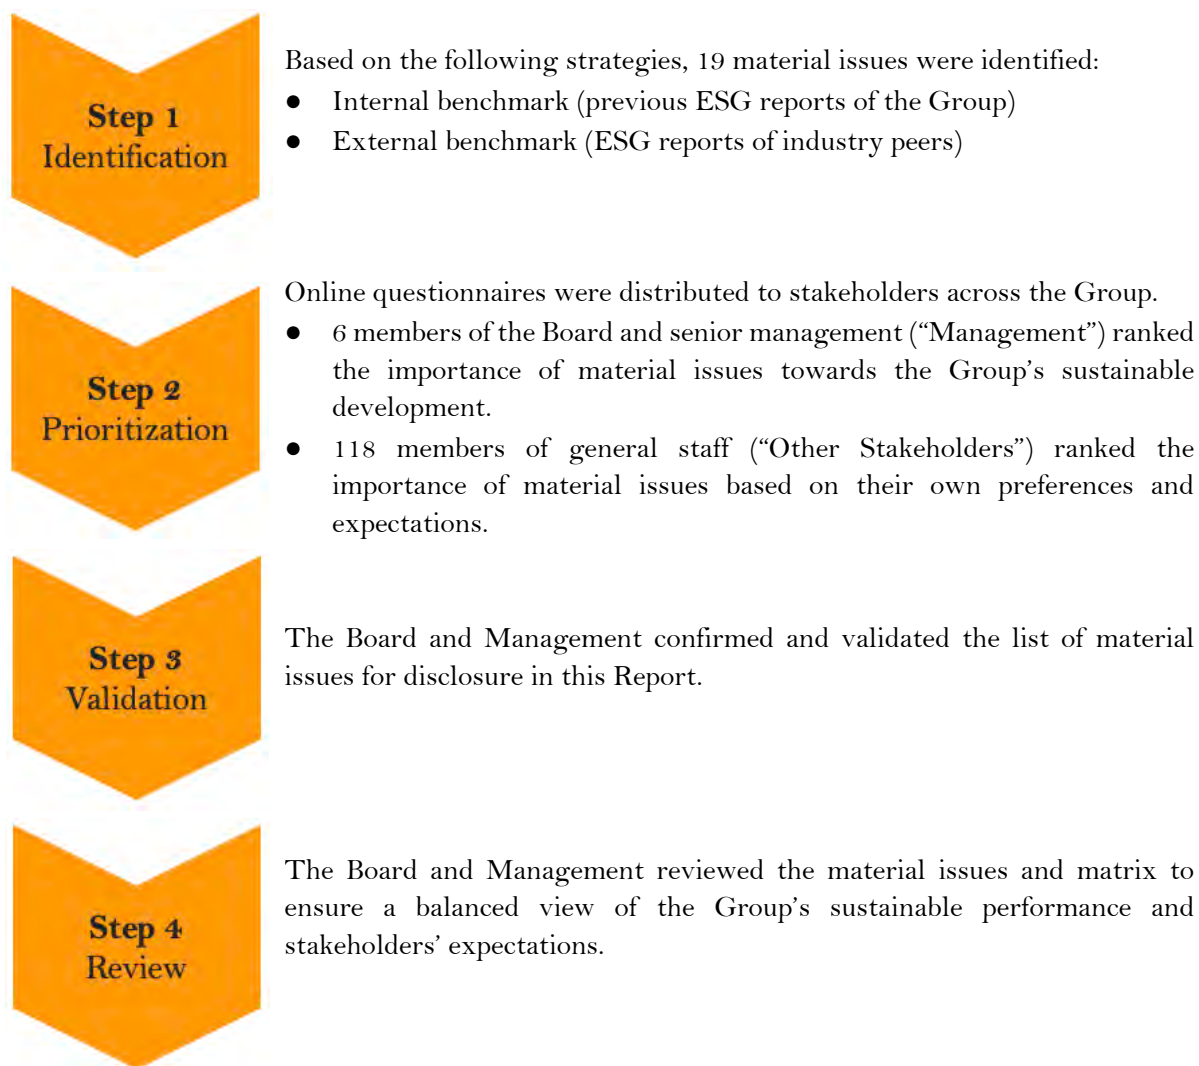 Step 1
Identification
Based on the following strategies, 19 material issues were identified:
● Internal benchmark (previous ESG reports of the Group)
● External benchmark (ESG reports of industry peers)
Step 2
Prioritization
Online questionnaires were distributed to stakeholders across the Group.
● 6 members of the Board and senior management (“Management”) ranked
the importance of material issues towards the Group’s sustainable
development.
● 118 members of general staff (“Other Stakeholders”) ranked the
importance of material issues based on their own preferences and
expectations.
Step 3
Validation
The Board and Management confirmed and validated the list of material
issues for disclosure in this Report.
Step 4
Review
The Board and Management reviewed the material issues and matrix to
ensure a balanced view of the Group’s sustainable performance and
stakeholders’ expectations.